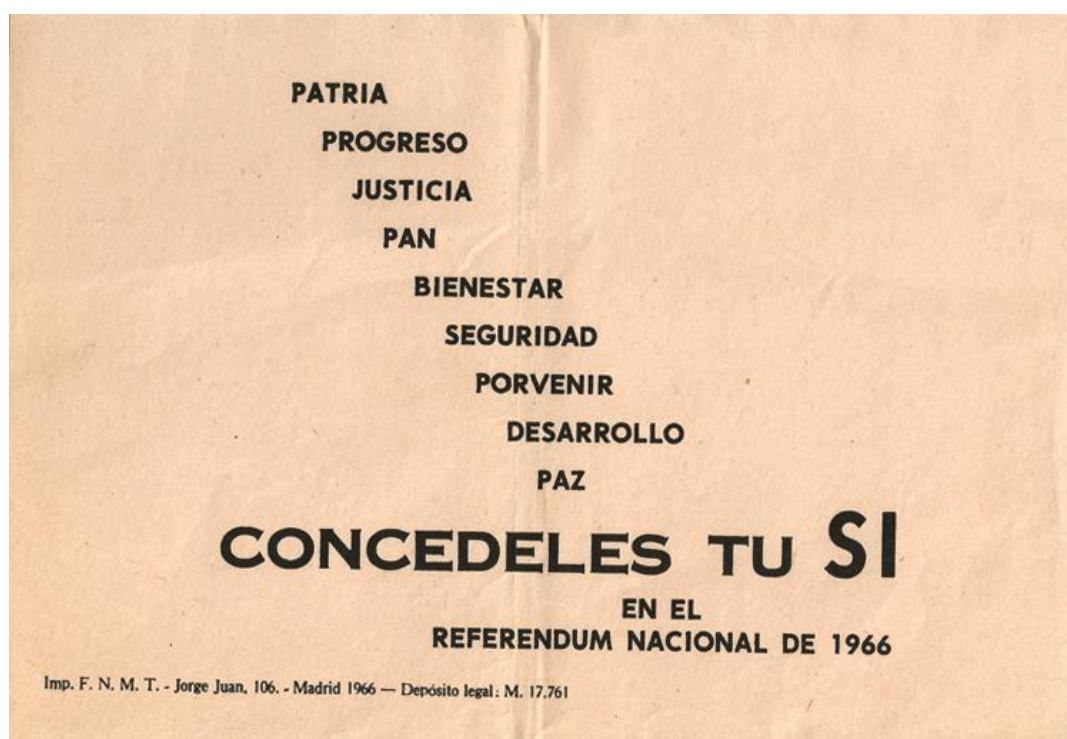 PATRIA
PROGRESO
JUSTICIA
PAN
BIENESTAR
SEGURIDAD
PORVENIR
DESARROLLO
PAZ
CONCEDELES TU SI
EN EL
REFERENDUM NACIONAL DE 1966
Imp. F. N. M. T. - Jorge Juan, 106. - Madrid 1966 — Depósito legal: M. 17.761